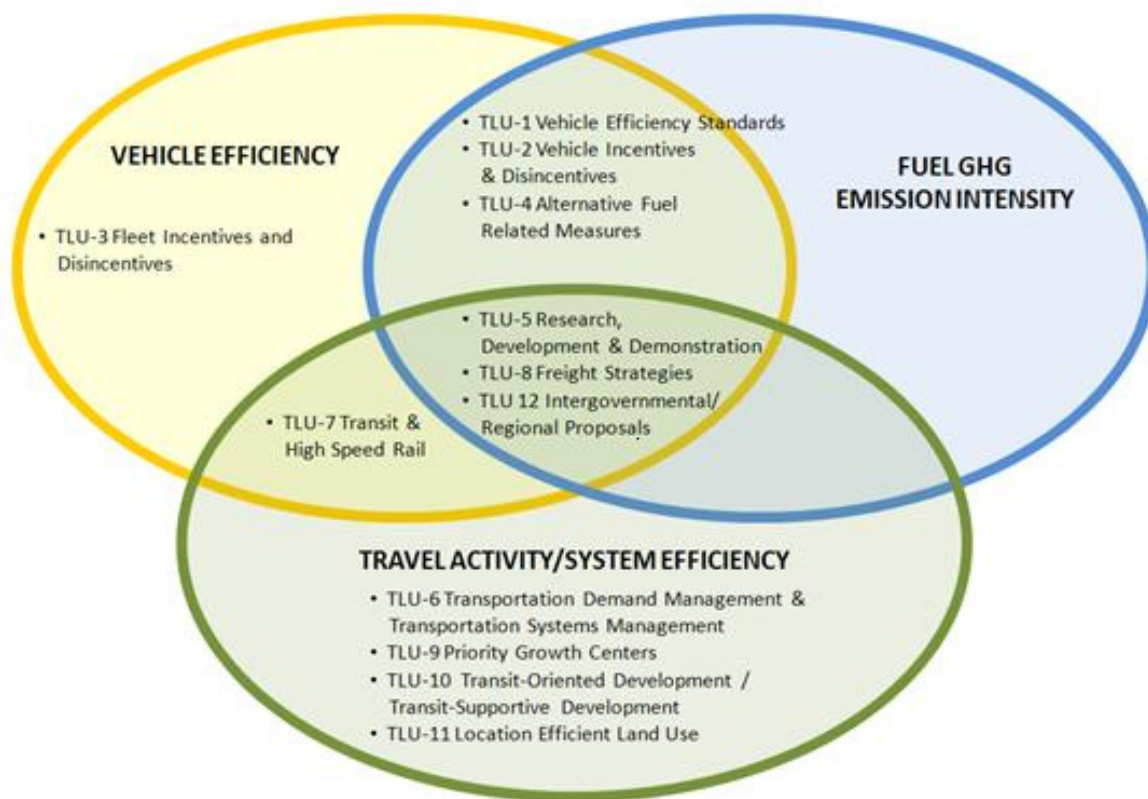 VEHICLE EFFICIENCY
• TLU-3 Fleet Incentives and
Disincentives
• TLU-1 Vehicle Efficiency Standards
• TLU-2 Vehicle Incentives
& Disincentives
• TLU-4 Alternative Fuel
Related Measures
FUEL GHG
EMISSION INTENSITY
• TLU-5 Research,
Development & Demonstration
• TLU-8 Freight Strategies
• TLU 12 Intergovernmental/
Regional Proposals
• TLU-7 Transit &
High Speed Rail
TRAVEL ACTIVITY/SYSTEM EFFICIENCY
• TLU-6 Transportation Demand Management &
Transportation Systems Management
• TLU-9 Priority Growth Centers
• TLU-10 Transit-Oriented Development /
Transit-Supportive Development
• TLU-11 Location Efficient Land Use